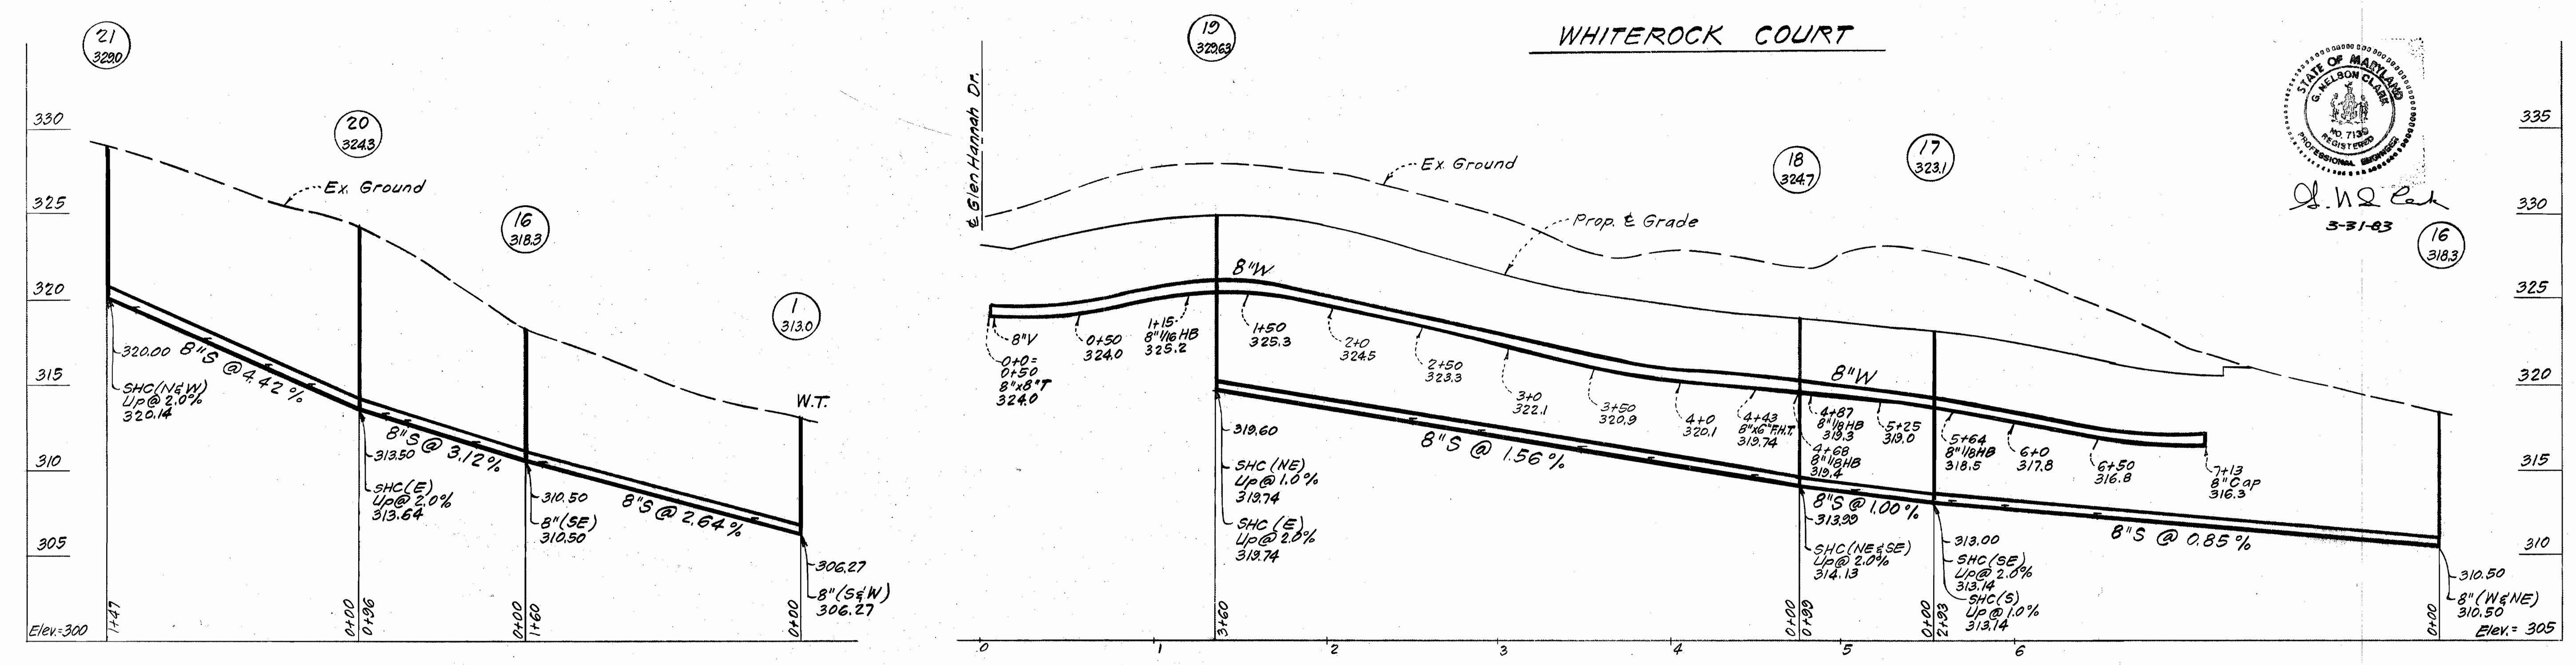 WHITEROCK COURT
21
329.0
20
324.3
16
318.3
1
313.0
330
325
320
315
310
305
Elev.=300
Ex. Ground
W.T.
320.00
8"S @ 4.42 %
SHC (N&W)
Up @ 2.0%
320.14
8"S @ 3.12 %
313.50
SHC (E)
Up @ 2.0%
313.64
310.50
8" (SE)
310.50
8"S @ 2.64 %
306.27
8" (S&W)
306.27
1+47
0+00
0+96
0+00
1+60
0+00
℄ Glen Hannah Dr.
19
329.63
18
324.7
17
323.1
16
318.3
Ex. Ground
Prop. ℄ Grade
8"W
8"V
0+0=
0+50
8"x8"T
324.0
0+50
324.0
1+15
8" 1/16 HB
325.2
1+50
325.3
2+0
324.5
2+50
323.3
3+0
322.1
3+50
320.9
4+0
320.1
4+43
8"x6" F.H.T.
319.74
8"W
4+87
8" 1/8 HB
319.3
4+68
8" 1/8 HB
319.4
5+25
319.0
5+64
8" 1/8 HB
318.5
6+0
317.8
6+50
316.8
7+13
8" Cap
316.3
319.60
SHC (NE)
Up @ 1.0%
319.74
SHC (E)
Up @ 2.0%
319.74
8"S @ 1.56 %
8"S @ 1.00 %
313.99
SHC (NE&SE)
Up @ 2.0%
314.13
313.00
SHC (SE)
Up @ 2.0%
313.14
SHC (S)
Up @ 1.0%
313.14
8"S @ 0.85 %
310.50
8" (W&NE)
310.50
3+60
0+00
0+99
0+00
2+93
0+00
0
1
2
3
4
5
6
335
330
325
320
315
310
Elev.= 305
STATE OF MARYLAND
G. NELSON CLARK
NO. 7130
REGISTERED
PROFESSIONAL ENGINEER
3-31-83